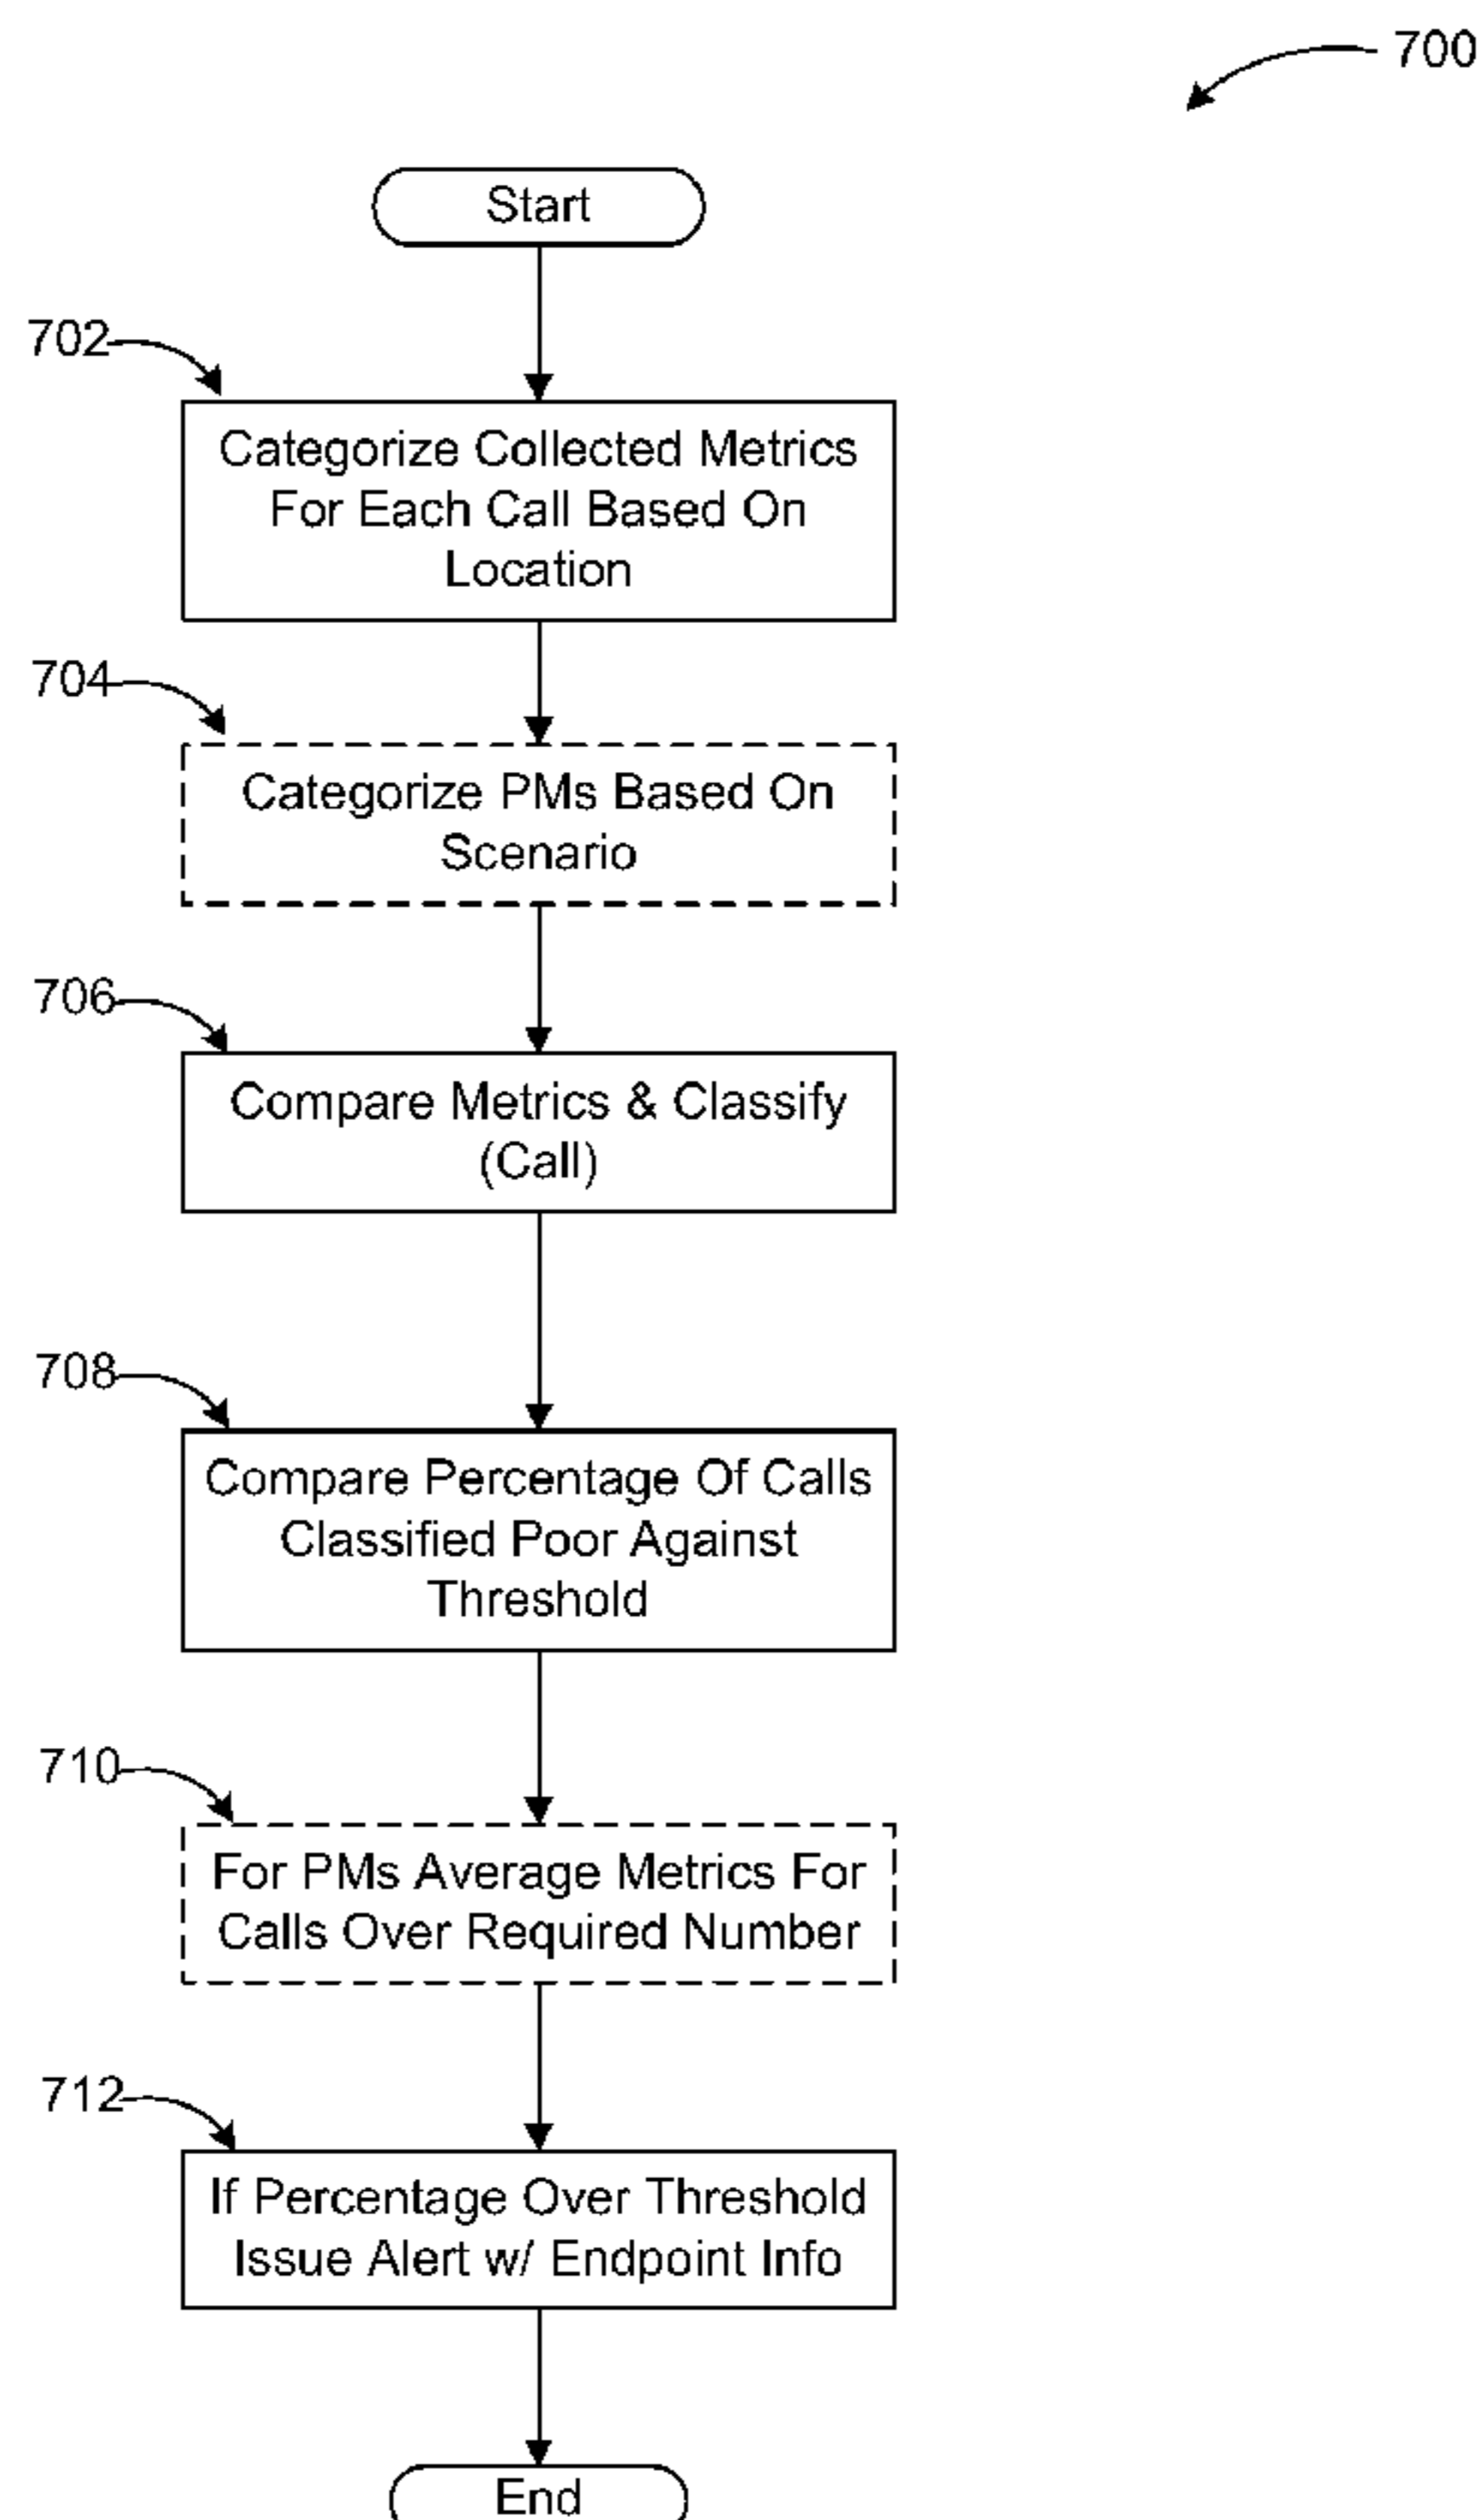 700
Start
702
Categorize Collected Metrics
For Each Call Based On
Location
704
Categorize PMs Based On
Scenario
706
Compare Metrics & Classify
(Call)
708
Compare Percentage Of Calls
Classified Poor Against
Threshold
710
For PMs Average Metrics For
Calls Over Required Number
712
If Percentage Over Threshold
Issue Alert w/ Endpoint Info
End